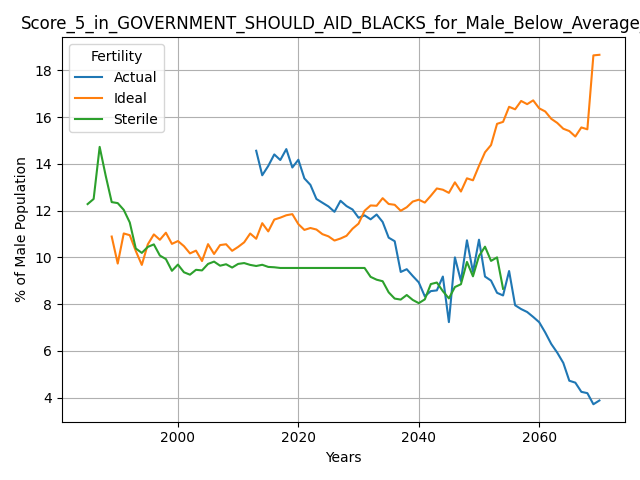 Score_5_in_GOVERNMENT_SHOULD_AID_BLACKS_for_Male_Below_Average_
Fertility
Actual
Ideal
Sterile
% of Male Population
18
16
14
12
10
8
6
4
2000
2020
2040
2060
Years